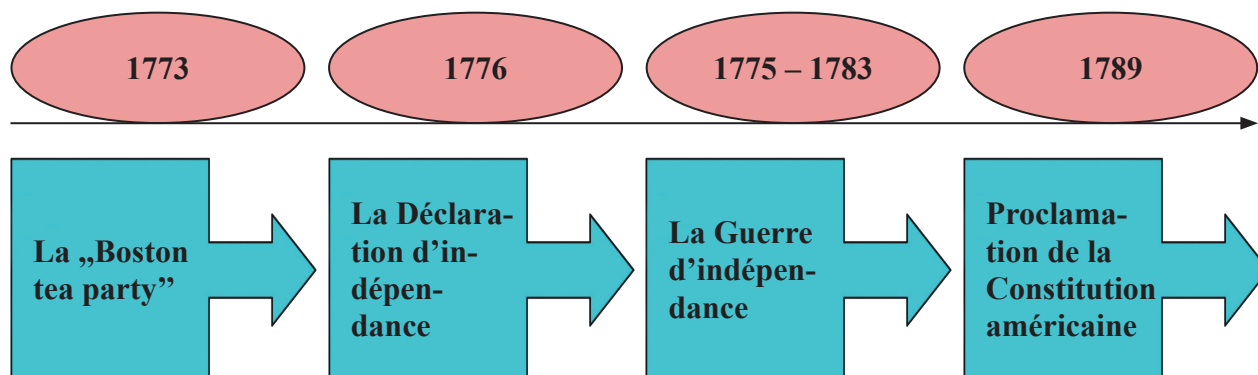 1773
1776
1775 – 1783
1789
La „Boston
tea party”
La Déclara-
tion d’in-
dépen-
dance
La Guerre
d’indépen-
dance
Proclama-
tion de la
Constitution
américaine